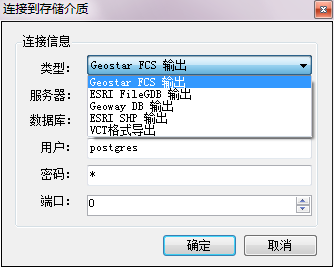 连接到存储介质
连接信息
类型： Geostar FCS 输出
Geostar FCS 输出
服务器： ESRI FileGDB 输出
Geoway DB 输出
数据库： ESRI SHP 输出
VCT格式导出
用户： postgres
密码： *
端口： 0
确定 取消